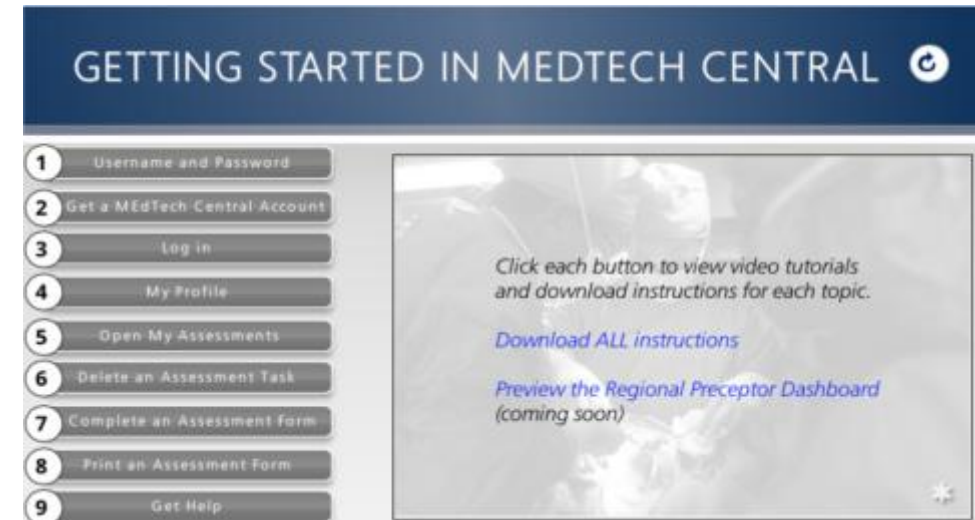 GETTING STARTED IN MEDTECH CENTRAL
1 Username and Password
2 Get a MEdTech Central Account
3 Log in
4 My Profile
5 Open My Assessments
6 Delete an Assessment Task
7 Complete an Assessment Form
8 Print an Assessment Form
9 Get Help
Click each button to view video tutorials
and download instructions for each topic.
Download ALL instructions
Preview the Regional Preceptor Dashboard
(coming soon)